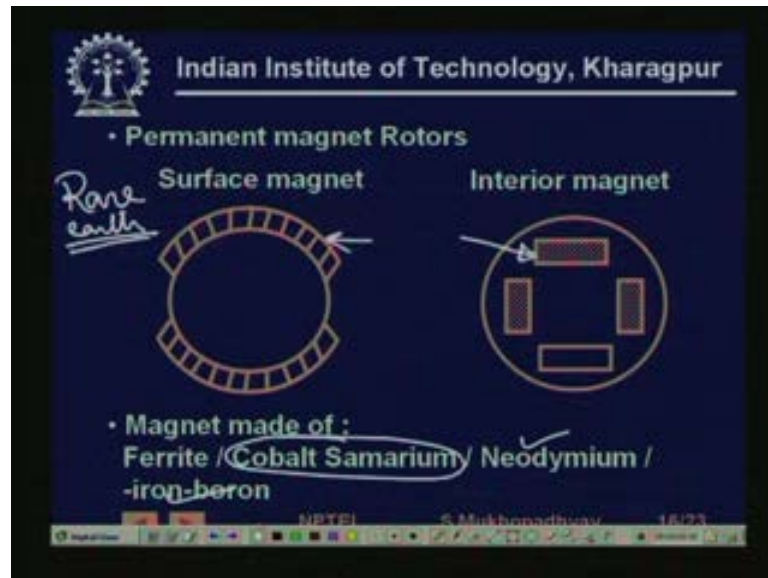 Indian Institute of Technology, Kharagpur
• Permanent magnet Rotors
Surface magnet
Interior magnet
Rare
earth
• Magnet made of :
Ferrite / Cobalt Samarium / Neodymium /
-iron-boron
NPTEL
S.Mukhopadhyay
16/23